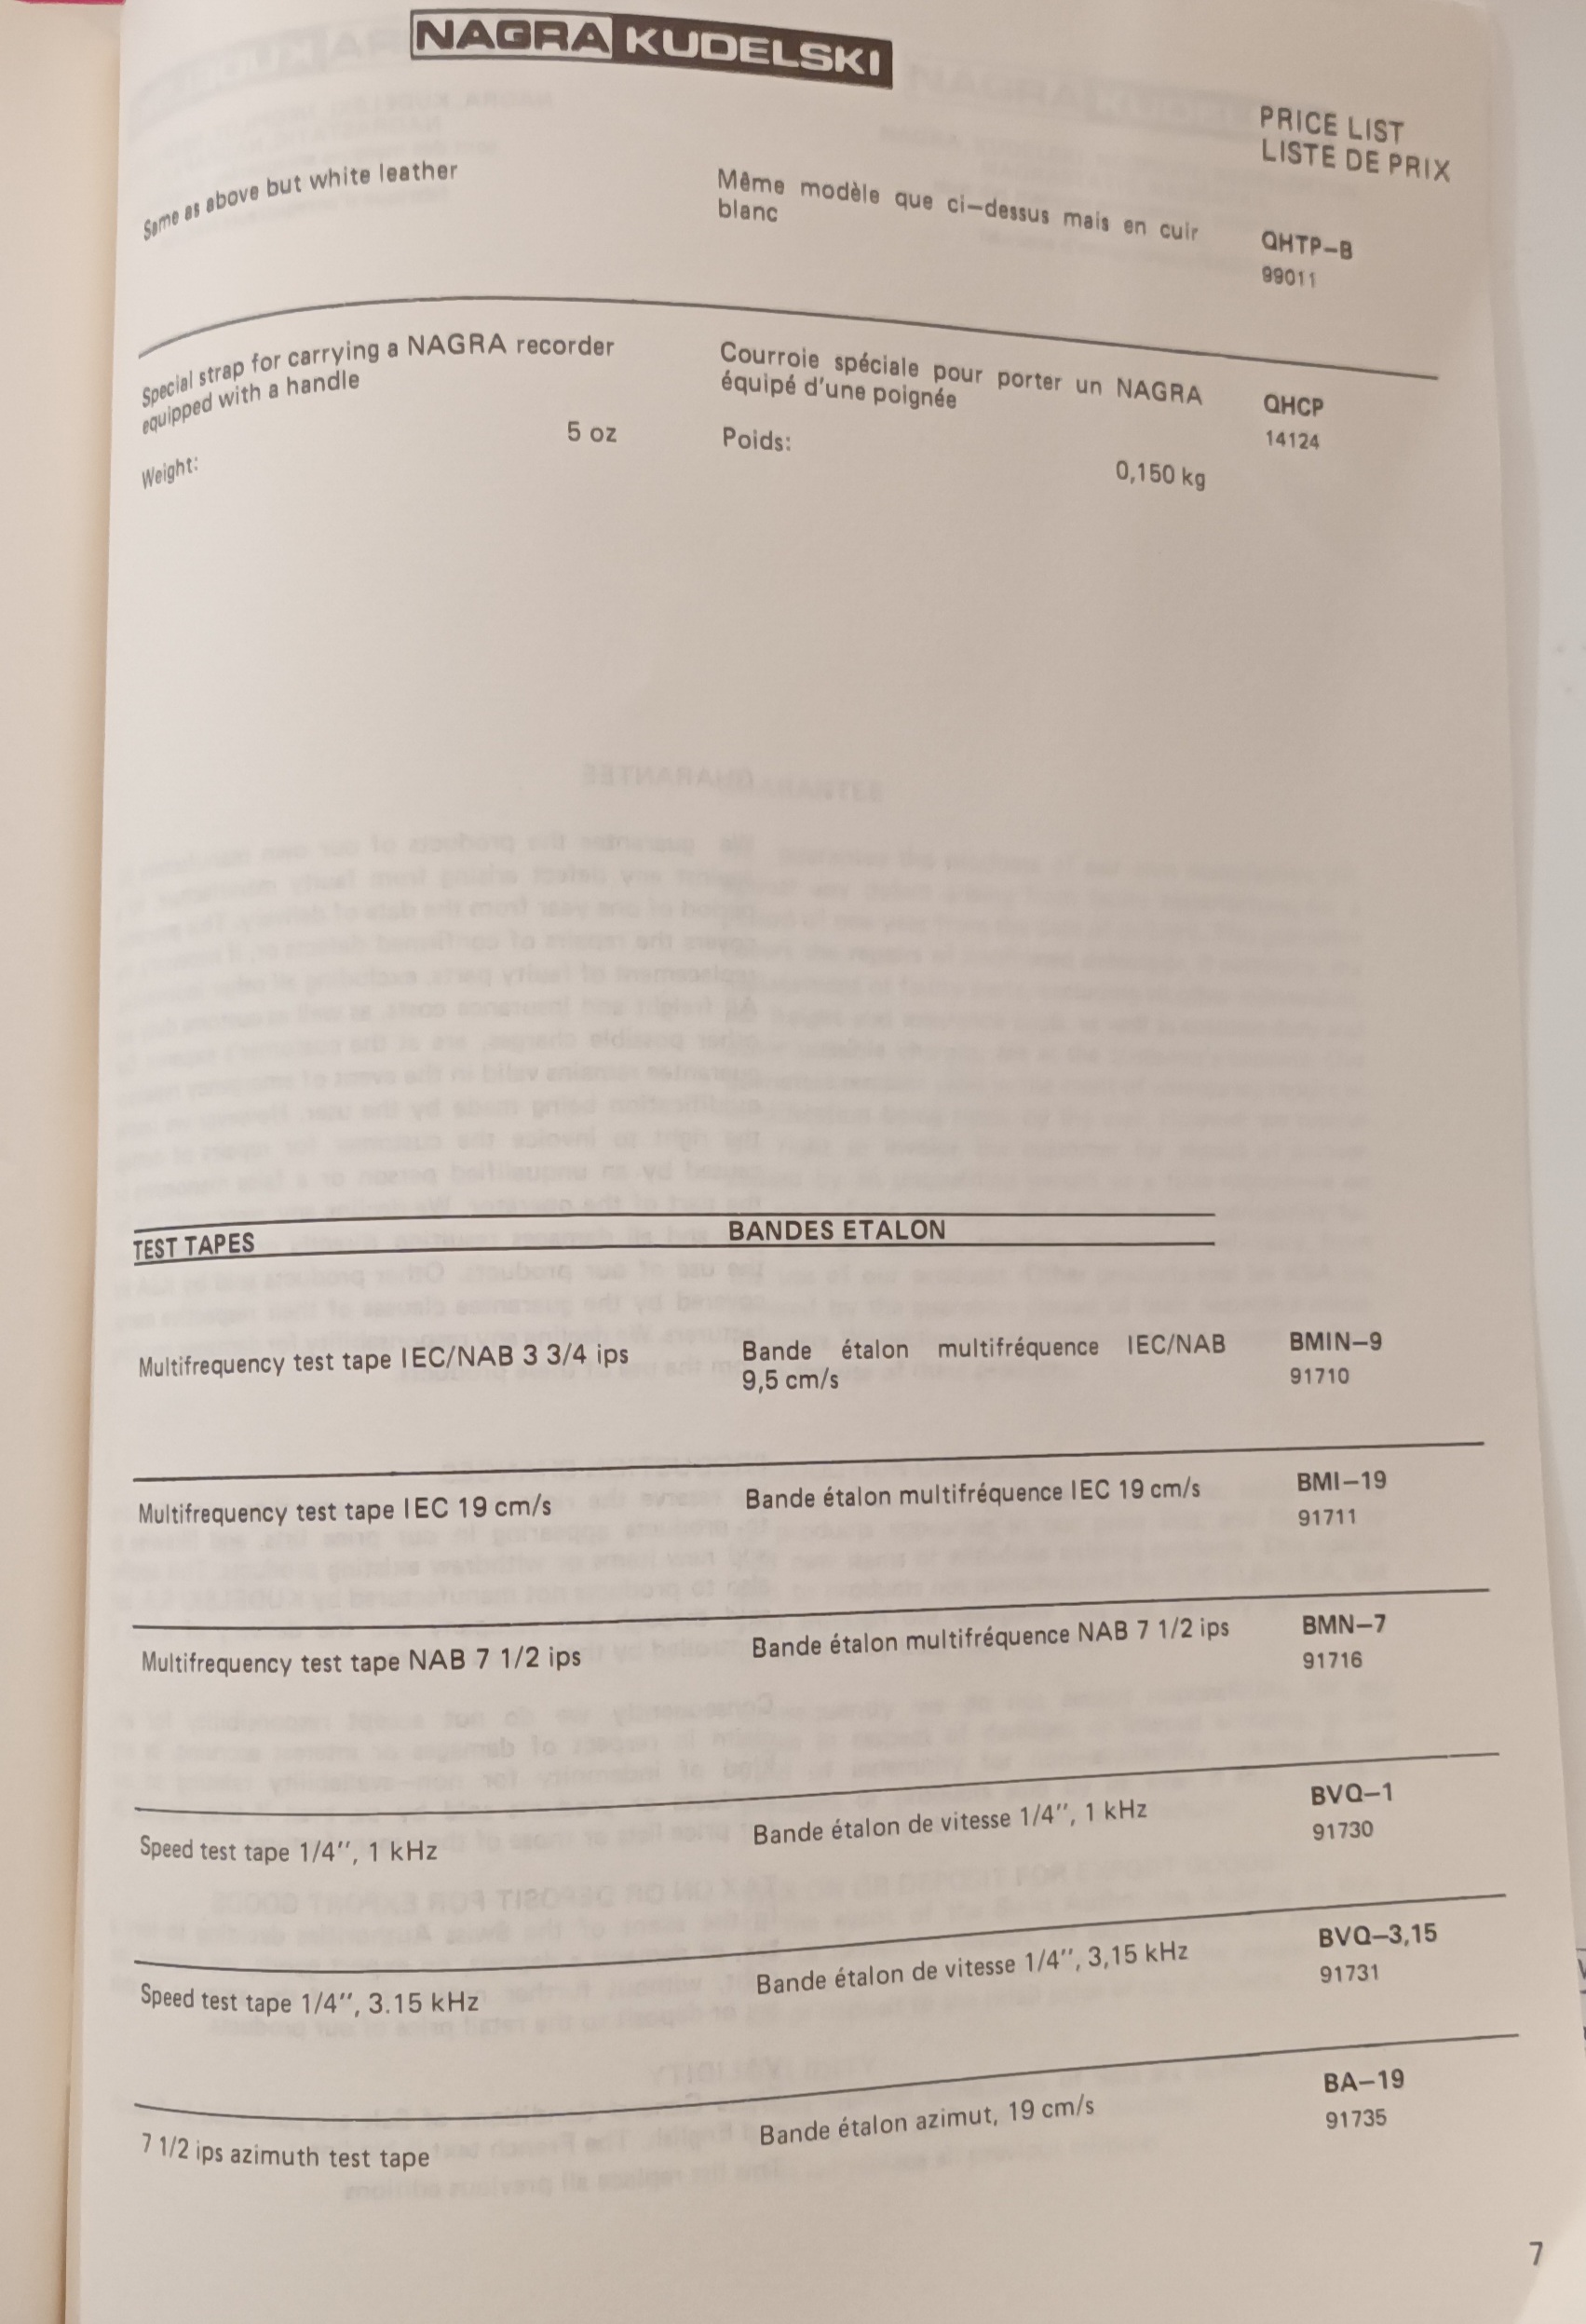 NAGRA KUDELSKI
PRICE LIST
LISTE DE PRIX
Same as above but white leather
Même modèle que ci–dessus mais en cuir
blanc
QHTP–B
99011
Special strap for carrying a NAGRA recorder
equipped with a handle
Weight:
5 oz
Courroie spéciale pour porter un NAGRA
équipé d'une poignée
Poids:
0,150 kg
QHCP
14124
TEST TAPES
BANDES ETALON
Multifrequency test tape IEC/NAB 3 3/4 ips
Bande étalon multifréquence IEC/NAB
9,5 cm/s
BMIN–9
91710
Multifrequency test tape IEC 19 cm/s
Bande étalon multifréquence IEC 19 cm/s
BMI–19
91711
Multifrequency test tape NAB 7 1/2 ips
Bande étalon multifréquence NAB 7 1/2 ips
BMN–7
91716
Speed test tape 1/4'', 1 kHz
Bande étalon de vitesse 1/4'', 1 kHz
BVQ–1
91730
Speed test tape 1/4'', 3.15 kHz
Bande étalon de vitesse 1/4'', 3,15 kHz
BVQ–3,15
91731
7 1/2 ips azimuth test tape
Bande étalon azimut, 19 cm/s
BA–19
91735
7